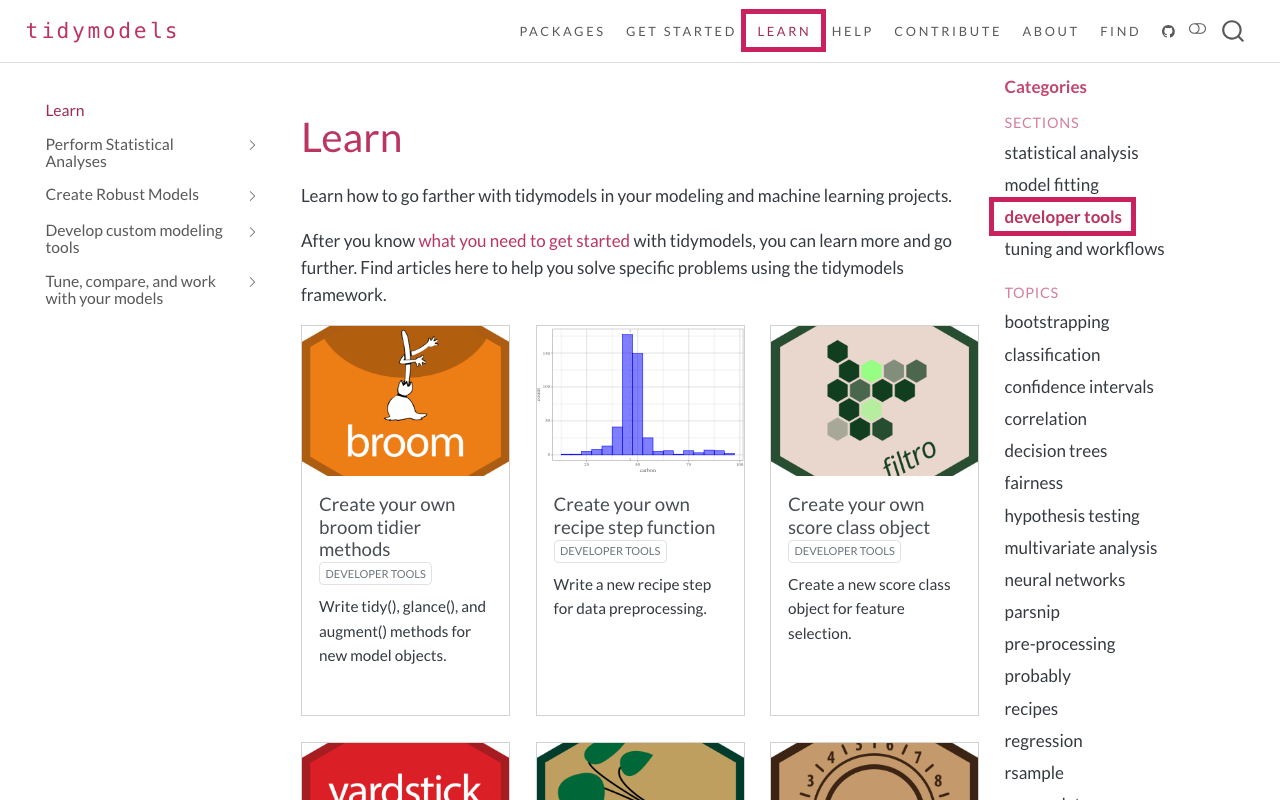 tidymodels
PACKAGES GET STARTED LEARN HELP CONTRIBUTE ABOUT FIND
Learn
Perform Statistical
Analyses
Create Robust Models
Develop custom modeling
tools
Tune, compare, and work
with your models
Learn
Learn how to go farther with tidymodels in your modeling and machine learning projects.
After you know what you need to get started with tidymodels, you can learn more and go
further. Find articles here to help you solve specific problems using the tidymodels
framework.
broom
Create your own
broom tidier
methods
DEVELOPER TOOLS
Write tidy(), glance(), and
augment() methods for
new model objects.
carbon
Create your own
recipe step function
DEVELOPER TOOLS
Write a new recipe step
for data preprocessing.
filtro
Create your own
score class object
DEVELOPER TOOLS
Create a new score class
object for feature
selection.
yardstick
3 4 5 6 7 8
Categories
SECTIONS
statistical analysis
model fitting
developer tools
tuning and workflows
TOPICS
bootstrapping
classification
confidence intervals
correlation
decision trees
fairness
hypothesis testing
multivariate analysis
neural networks
parsnip
pre-processing
probably
recipes
regression
rsample